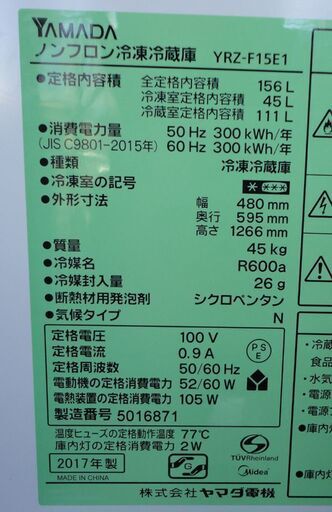 YAMADA
ノンフロン冷凍冷蔵庫 YRZ-F15E1
●定格内容積 全定格内容積 156 L
冷凍室定格内容積 45 L
冷蔵室定格内容積 111 L
●消費電力量 50 Hz 300 kWh/年
(JIS C9801-2015年) 60 Hz 300 kWh/年
●種類 冷凍冷蔵庫
●冷凍室の記号
●外形寸法 幅 480 mm
奥行 595 mm
高さ 1266 mm
●質量 45 kg
●冷媒名 R600a
●冷媒封入量 26 g
●断熱材用発泡剤 シクロペンタン
●気候タイプ N
定格電圧 100 V
定格電流 0.9 A
定格周波数 50/60 Hz
電動機の定格消費電力 52/60 W
電熱装置の定格消費電力 105 W
製造番号 5016871
PSE
温度ヒューズの定格動作温度 77℃
庫内灯の定格消費電力 2W
2017年製
MADE IN CHINA
G
TÜVRheinland
Midea
株式会社 ヤマダ電機
・冷蔵
食品
・水気
・電源
・電源
●庫内
●庫内灯